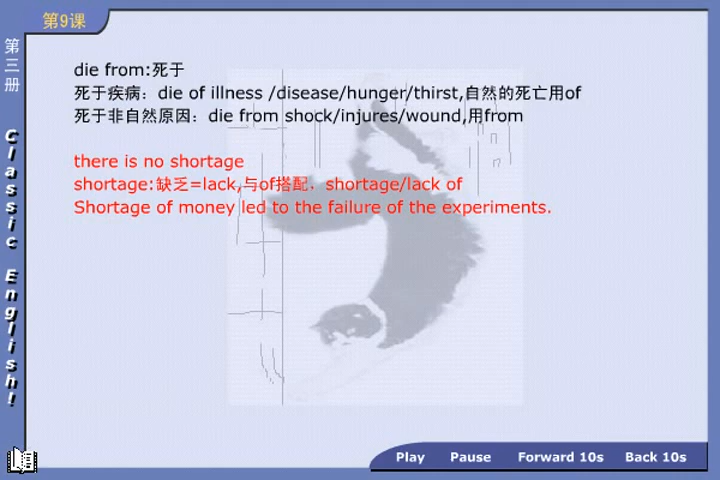 第9课
第三册
Classic English!
die from:死于
死于疾病：die of illness /disease/hunger/thirst,自然的死亡用of
死于非自然原因：die from shock/injures/wound,用from
there is no shortage
shortage:缺乏=lack,与of搭配，shortage/lack of
Shortage of money led to the failure of the experiments.
Play Pause Forward 10s Back 10s